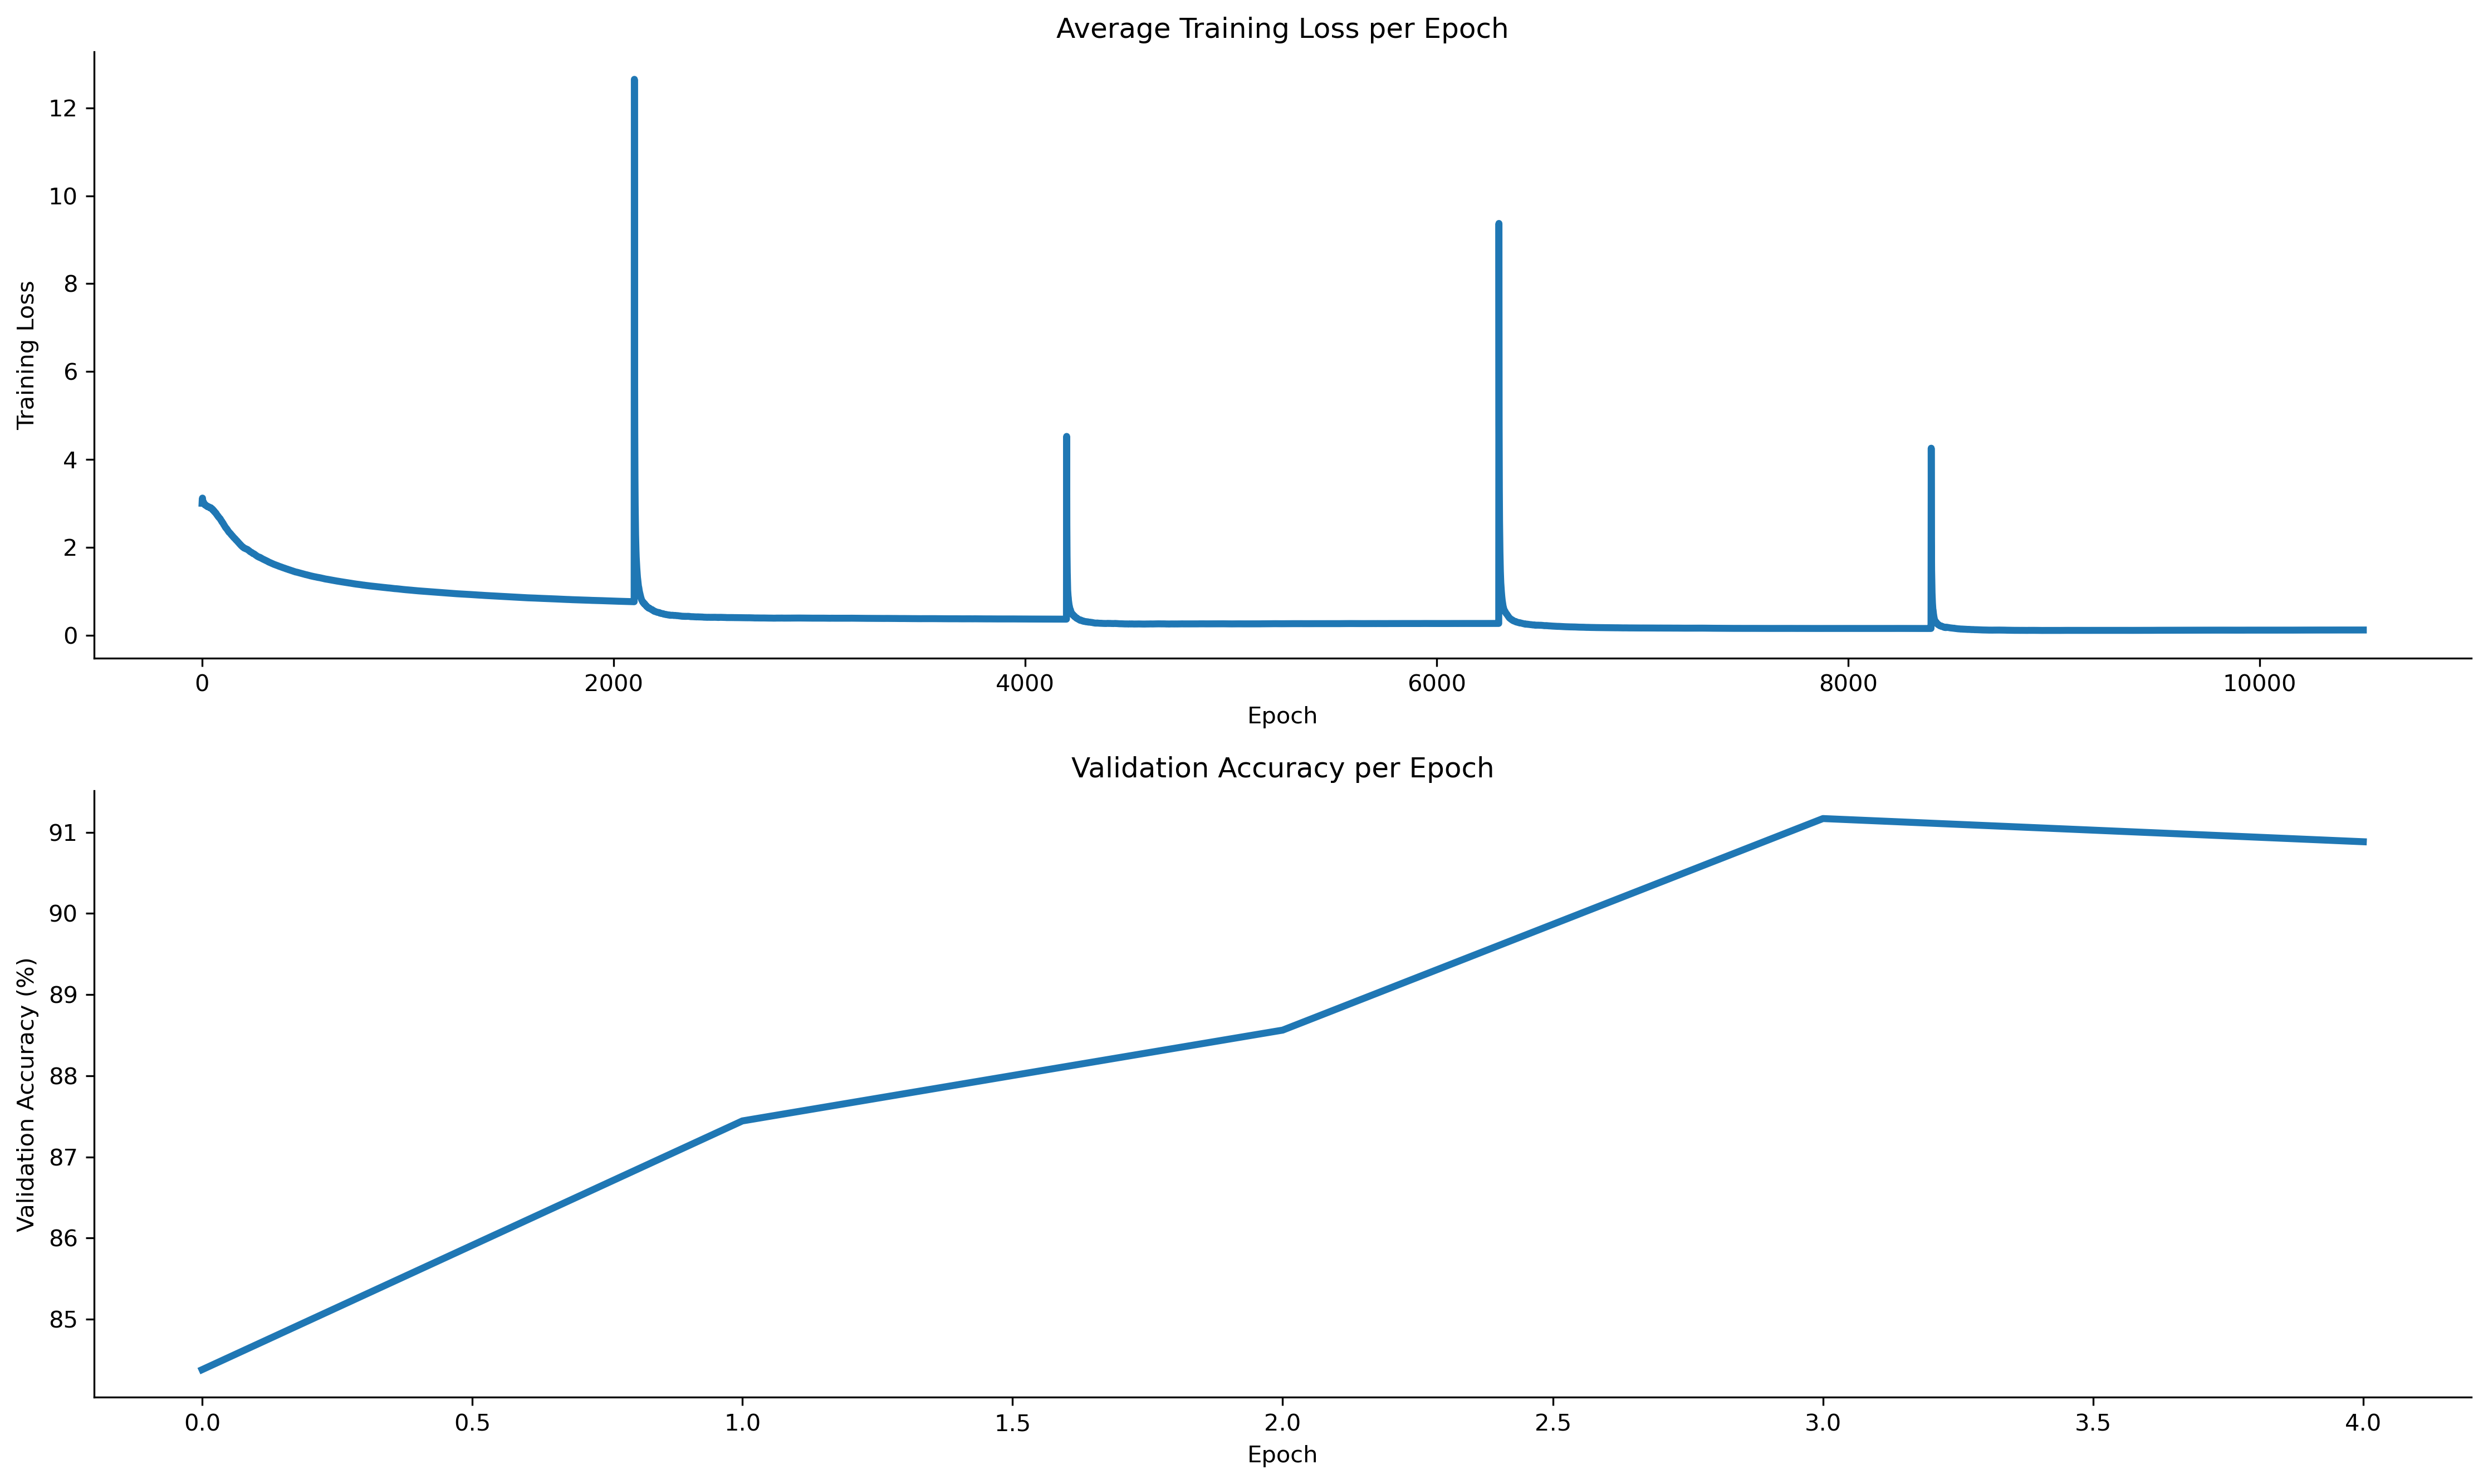 Average Training Loss per Epoch
Training Loss
12
10
8
6
4
2
0
0 2000 4000 6000 8000 10000
Epoch
Validation Accuracy per Epoch
Validation Accuracy (%)
91
90
89
88
87
86
85
0.0 0.5 1.0 1.5 2.0 2.5 3.0 3.5 4.0
Epoch